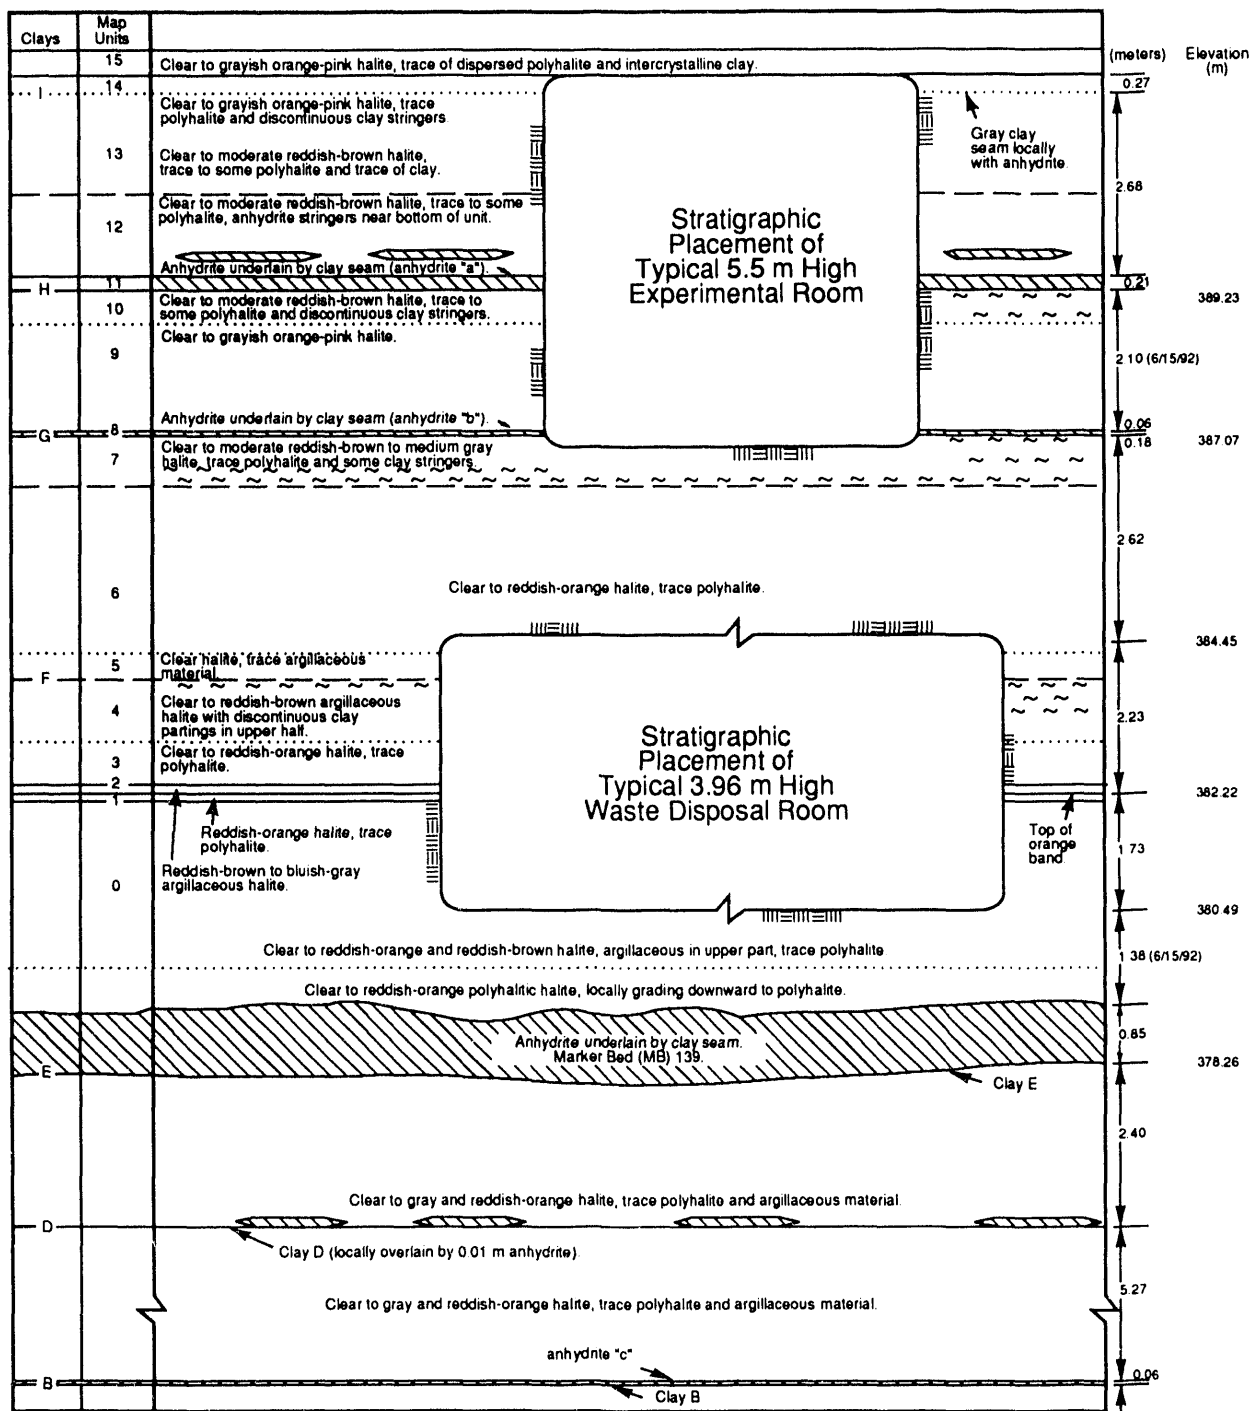 Clays
Map
Units
(meters)
Elevation
(m)
15
Clear to grayish orange-pink halite, trace of dispersed polyhalite and intercrystalline clay.
14
0.27
I
Clear to grayish orange-pink halite, trace
polyhalite and discontinuous clay stringers.
Gray clay
seam locally
with anhydrite.
13
Clear to moderate reddish-brown halite,
trace to some polyhalite and trace of clay.
2.68
12
Clear to moderate reddish-brown halite, trace to some
polyhalite, anhydrite stringers near bottom of unit.
Stratigraphic
Placement of
Typical 5.5 m High
Experimental Room
Anhydrite underlain by clay seam (anhydrite "a").
11
0.21
H
389.23
10
Clear to moderate reddish-brown halite, trace to
some polyhalite and discontinuous clay stringers.
9
Clear to grayish orange-pink halite.
2 10 (6/15/92)
Anhydrite underlain by clay seam (anhydrite "b").
8
0.06
G
387 07
0.18
7
Clear to moderate reddish-brown to medium gray
halite, trace polyhalite and some clay stringers.
2 62
6
Clear to reddish-orange halite, trace polyhalite.
384.45
5
Clear halite, trace argillaceous
material.
F
4
Clear to reddish-brown argillaceous
halite with discontinuous clay
partings in upper half.
2.23
3
Clear to reddish-orange halite, trace
polyhalite.
Stratigraphic
Placement of
Typical 3.96 m High
Waste Disposal Room
2
1
382.22
Reddish-orange halite, trace
polyhalite.
Top of
orange
band
1 73
0
Reddish-brown to bluish-gray
argillaceous halite.
380.49
Clear to reddish-orange and reddish-brown halite, argillaceous in upper part, trace polyhalite
1 38 (6/15/92)
Clear to reddish-orange polyhalitic halite, locally grading downward to polyhalite.
Anhydrite underlain by clay seam.
Marker Bed (MB) 139.
0.85
378.26
E
Clay E
2.40
Clear to gray and reddish-orange halite, trace polyhalite and argillaceous material.
D
Clay D (locally overlain by 0.01 m anhydrite).
5.27
Clear to gray and reddish-orange halite, trace polyhalite and argillaceous material.
anhydrite "c"
B
0.06
Clay B